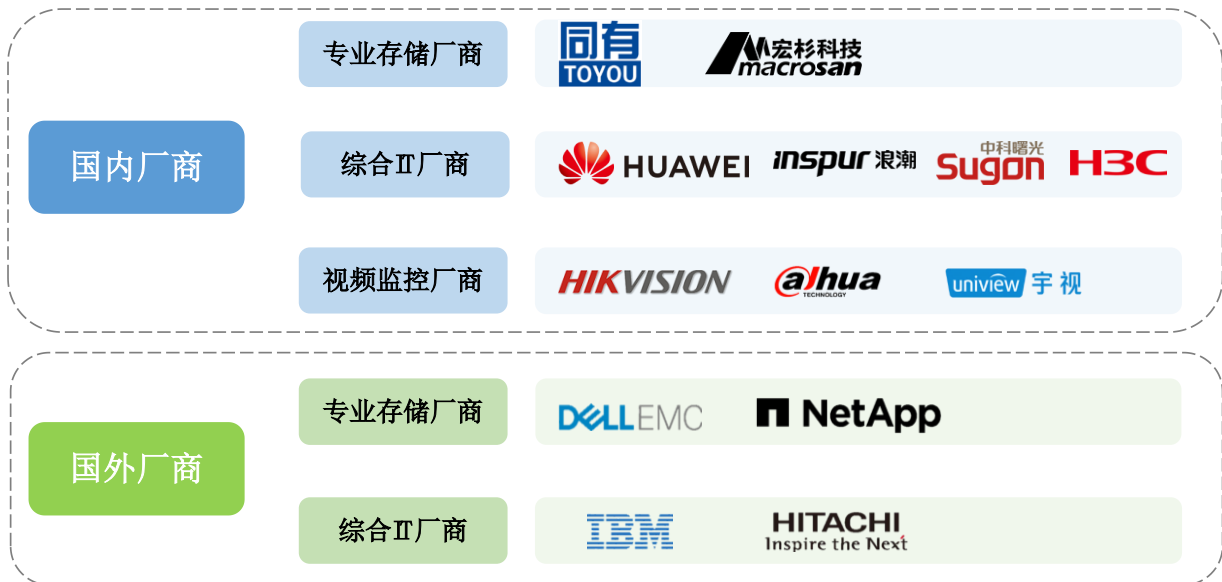 专业存储厂商
同有
TOYOU
宏杉科技
macrosan
国内厂商
综合IT厂商
HUAWEI
inspur 浪潮
中科曙光
Sugon
H3C
视频监控厂商
HIKVISION
alhua
TECHNOLOGY
uniview 宇视
专业存储厂商
DELLEMC
NetApp
国外厂商
综合IT厂商
IBM
HITACHI
Inspire the Next